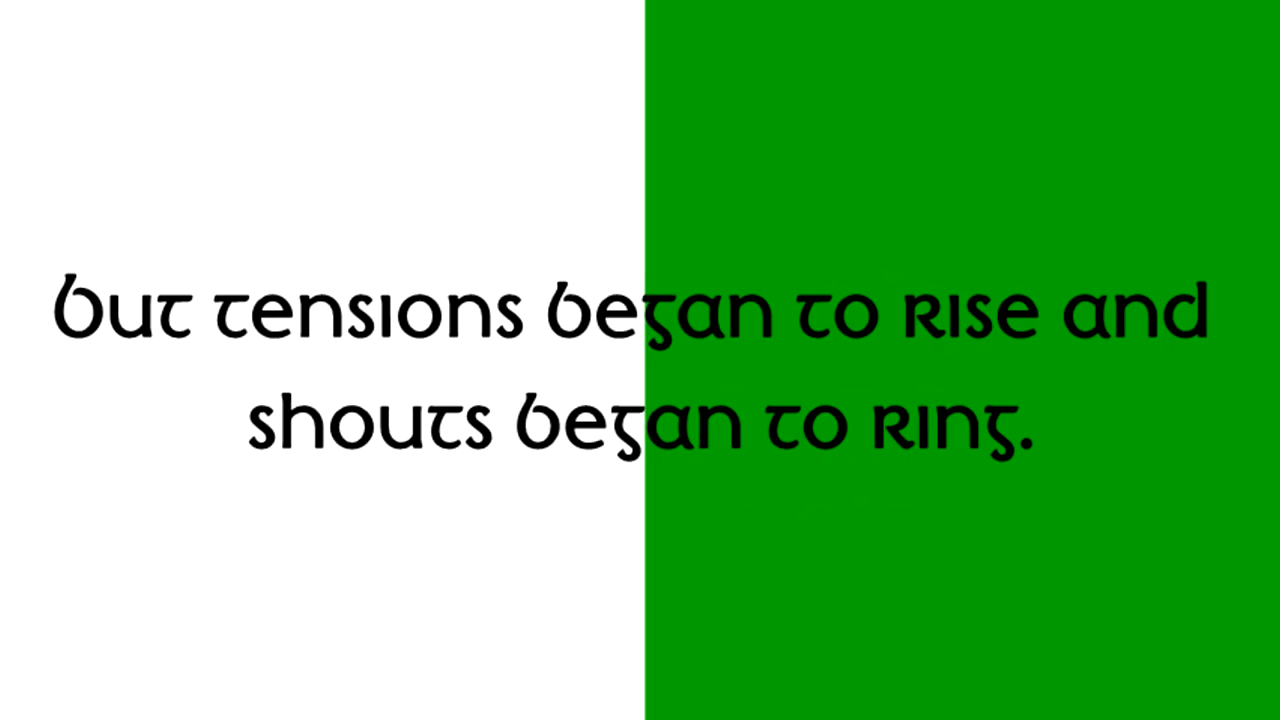 But tensions began to rise and
shouts began to ring.